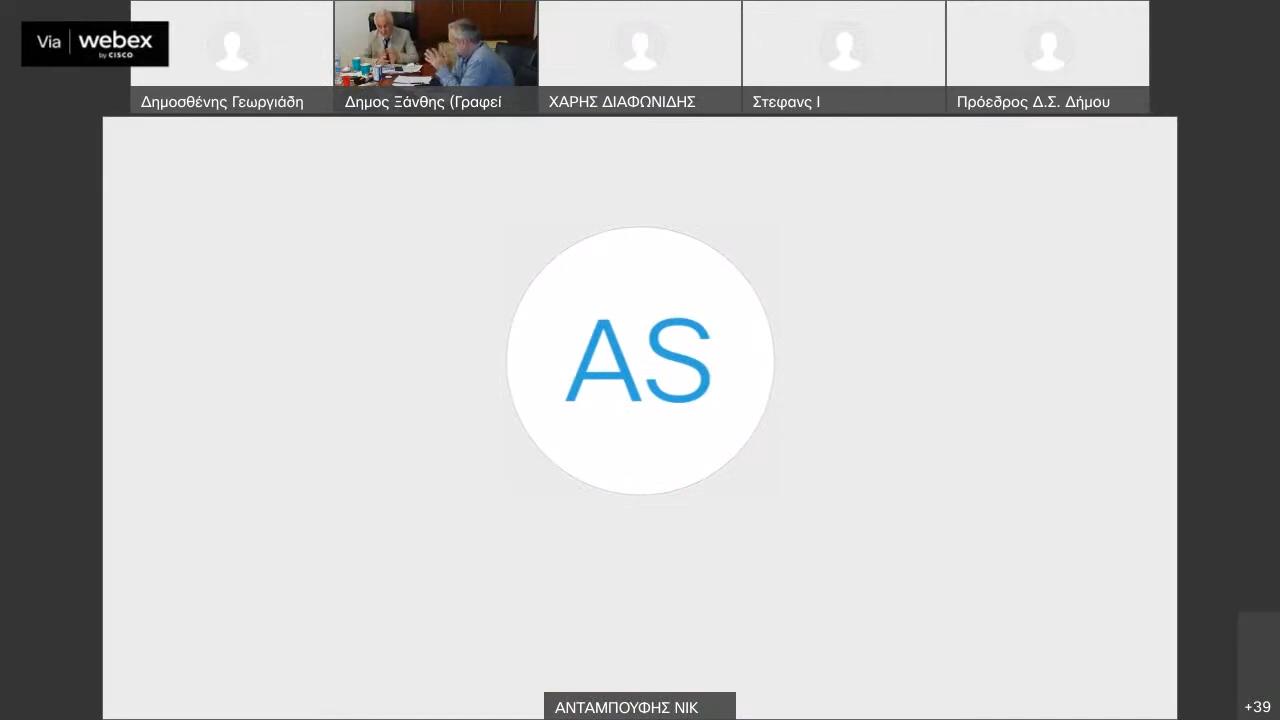 Via webex
by CISCO
Δημοσθένης Γεωργιάδη
Δημος Ξάνθης (Γραφεί
ΧΑΡΗΣ ΔΙΑΦΩΝΙΔΗΣ
Στεφανς Ι
Πρόεδρος Δ.Σ. Δήμου
AS
ΑΝΤΑΜΠΟΥΦΗΣ ΝΙΚ
+39